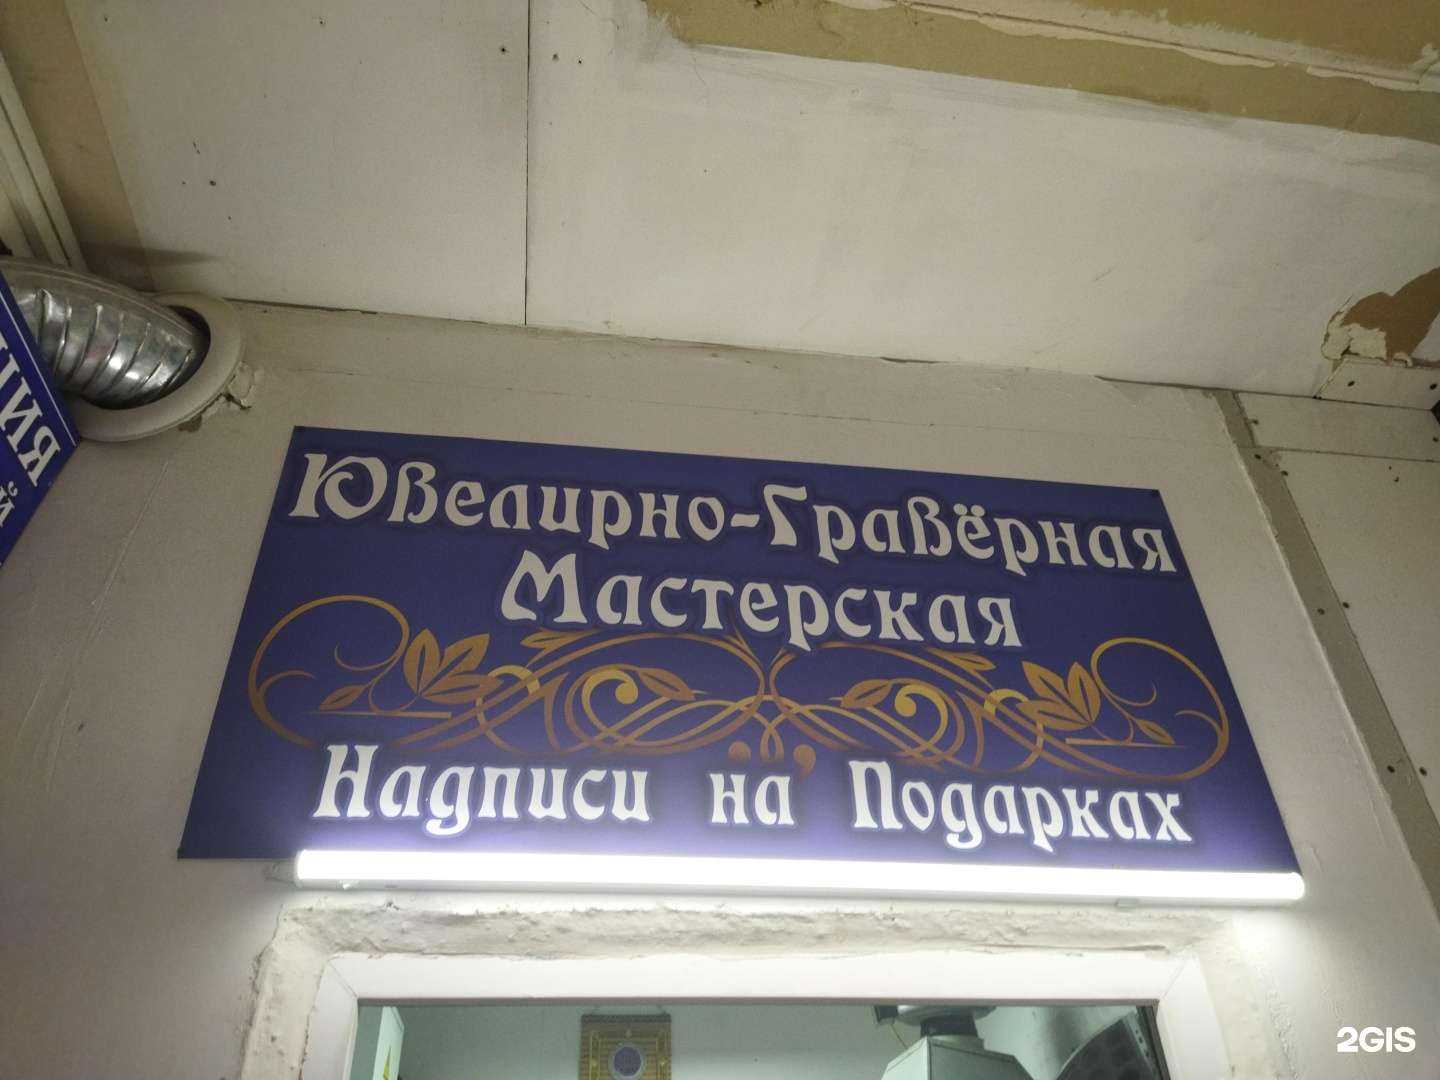 Ювелирно-Гравёрная
Мастерская
Надписи на Подарках
2GIS